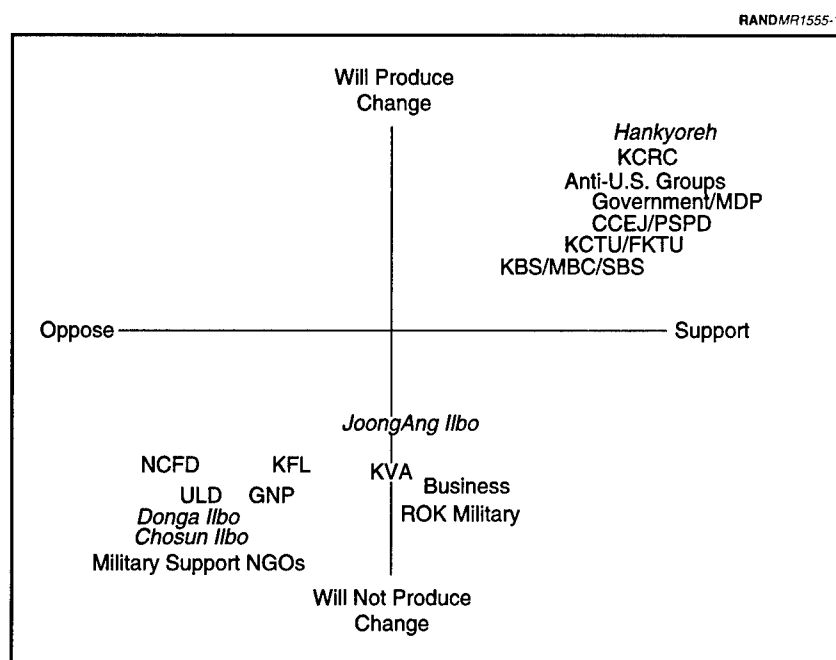 RANDMR1555-
Will Produce
Change
Hankyoreh
KCRC
Anti-U.S. Groups
Government/MDP
CCEJ/PSPD
KCTU/FKTU
KBS/MBC/SBS
Oppose
Support
JoongAng Ilbo
NCFD KFL KVA
Business
ULD GNP
ROK Military
Donga Ilbo
Chosun Ilbo
Military Support NGOs
Will Not Produce
Change